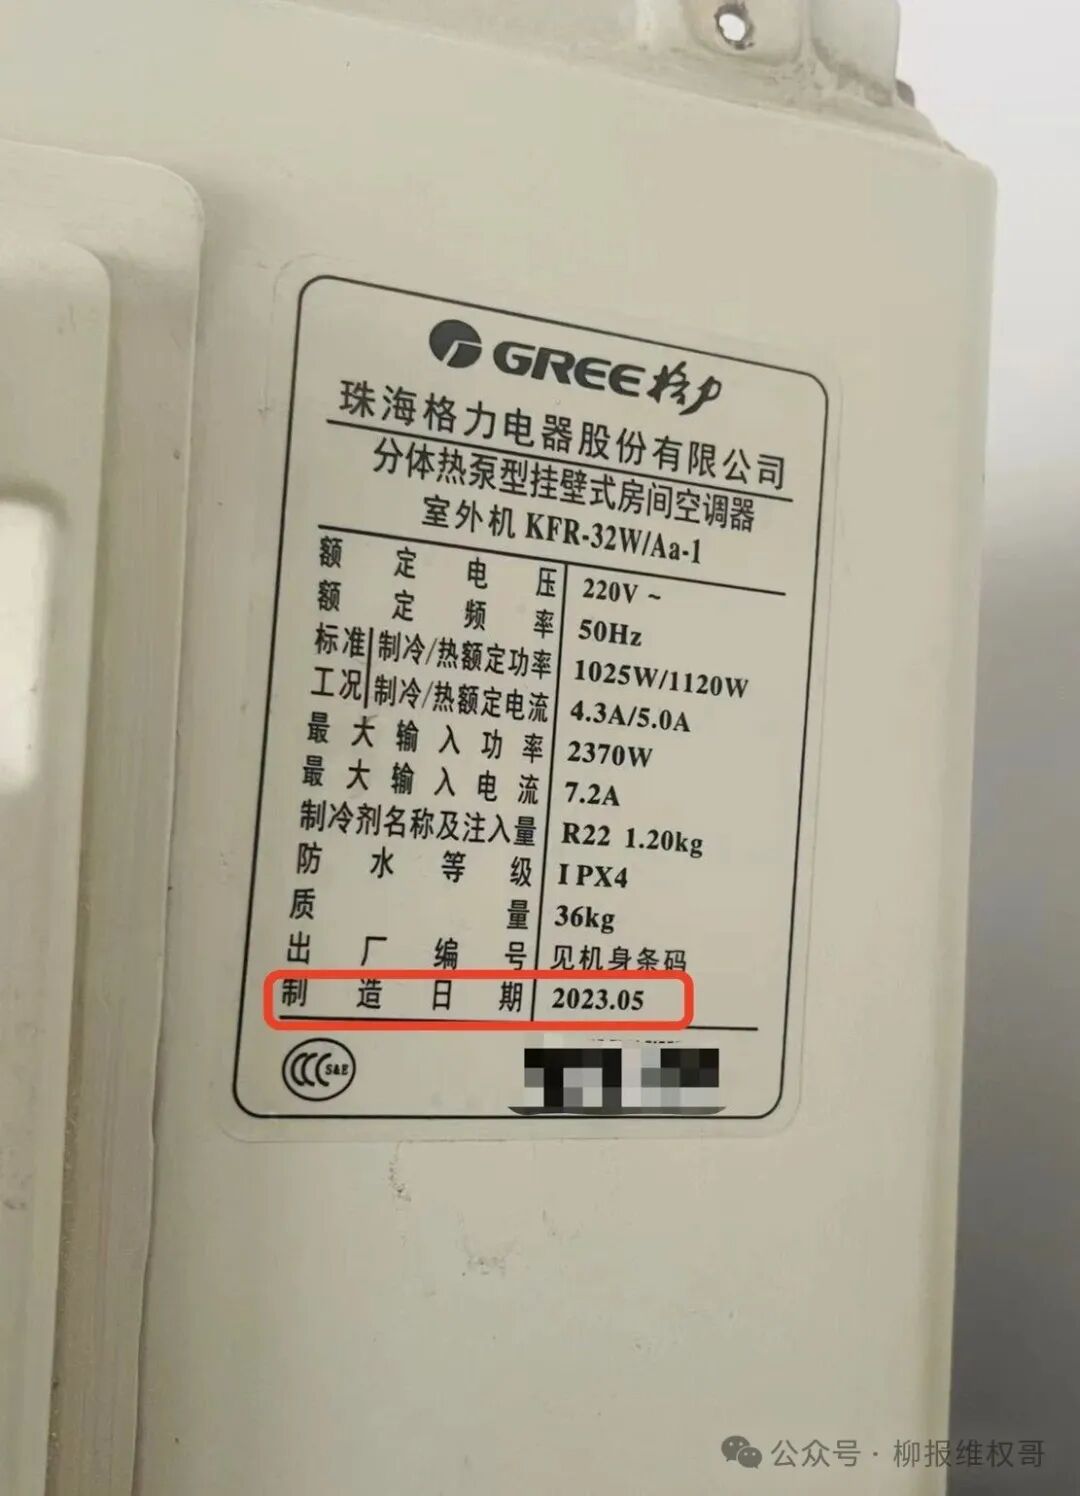 GREE格力
珠海格力电器股份有限公司
分体热泵型挂壁式房间空调器
室外机 KFR-32W/Aa-1
额定电压 220V ~
额定频率 50Hz
标准工况 制冷/热额定功率 1025W/1120W
制冷/热额定电流 4.3A/5.0A
最大输入功率 2370W
最大输入电流 7.2A
制冷剂名称及注入量 R22 1.20kg
防水等级 IPX4
质量 36kg
出厂编号 见机身条码
制造日期 2023.05
CCC S&E
公众号 · 柳报维权哥